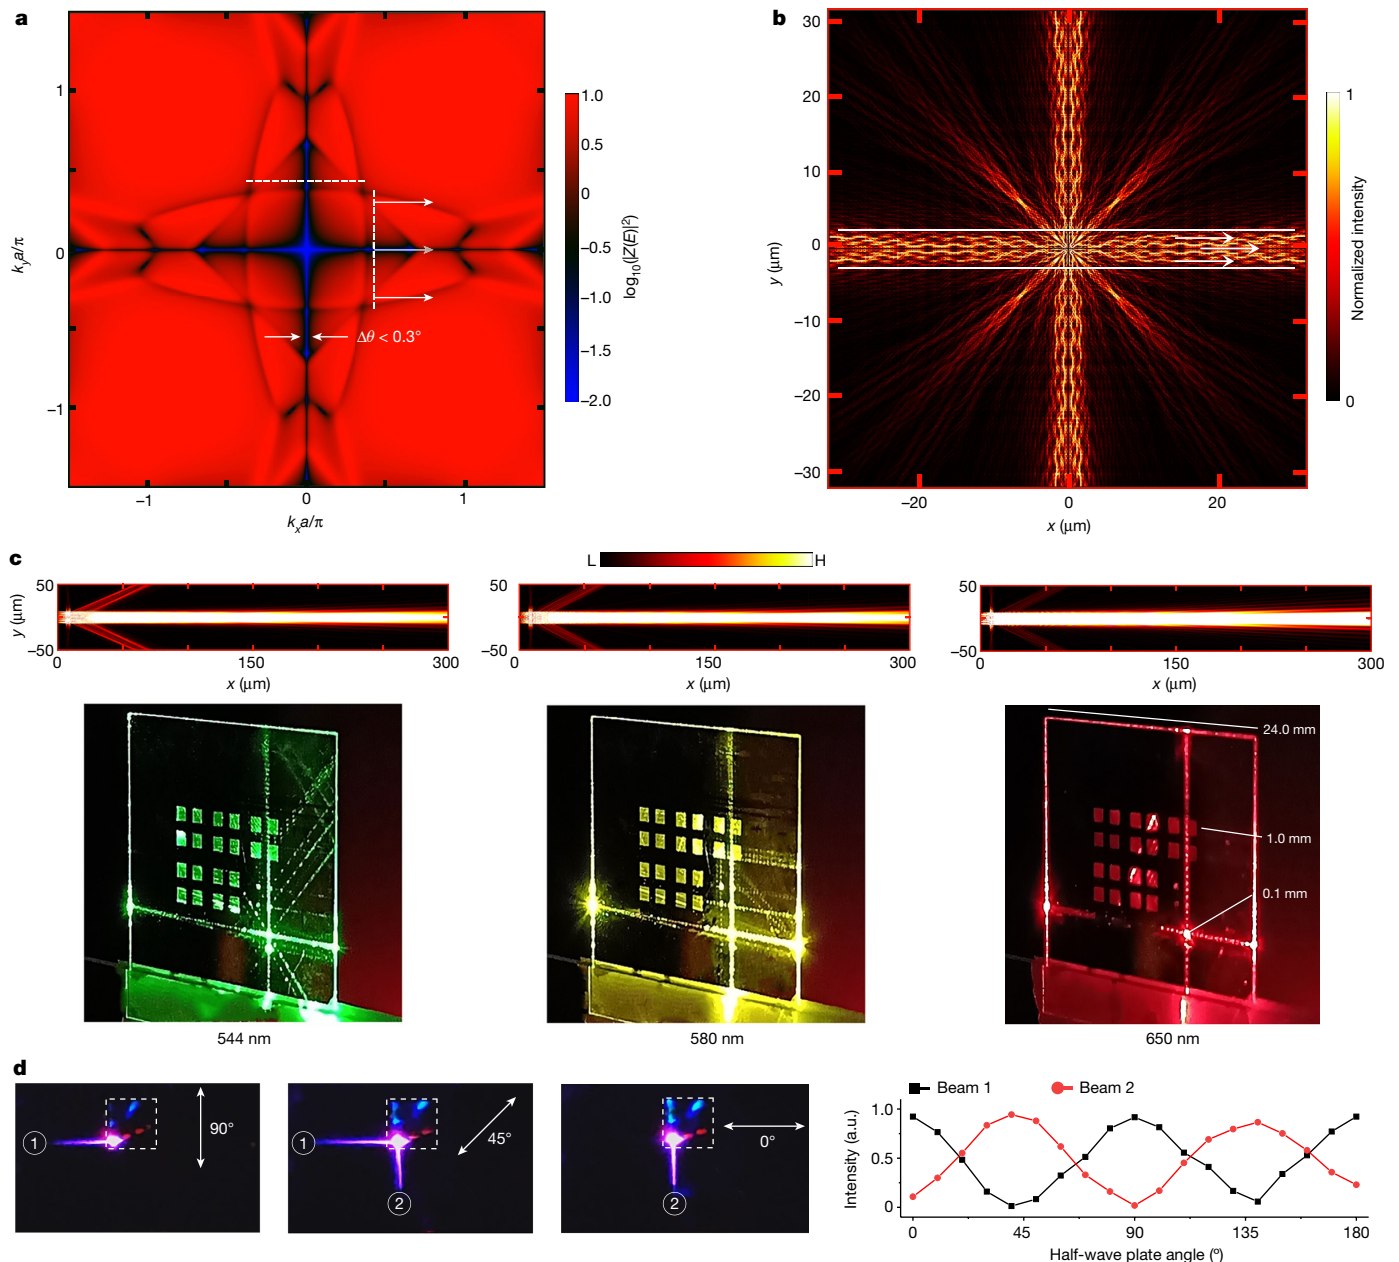 a
1
0
−1
k_y a/π
−1
0
1
k_x a/π
Δθ < 0.3°
1.0
0.5
0
−0.5
−1.0
−1.5
−2.0
log₁₀(|Z(E)|²)
b
30
20
10
0
−10
−20
−30
y (μm)
−20
0
20
x (μm)
1
0
Normalized intensity
c
L
H
50
−50
y (μm)
0
150
300
x (μm)
50
−50
0
150
300
x (μm)
50
−50
0
150
300
x (μm)
24.0 mm
1.0 mm
0.1 mm
544 nm
580 nm
650 nm
d
1
90°
1
2
45°
2
0°
Beam 1
Beam 2
1.0
0.5
0
Intensity (a.u.)
0
45
90
135
180
Half-wave plate angle (°)